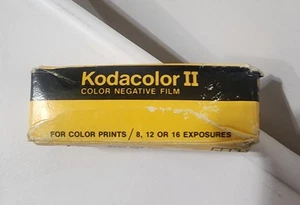 Kodacolor II
COLOR NEGATIVE FILM
FOR COLOR PRINTS / 8, 12 OR 16 EXPOSURES